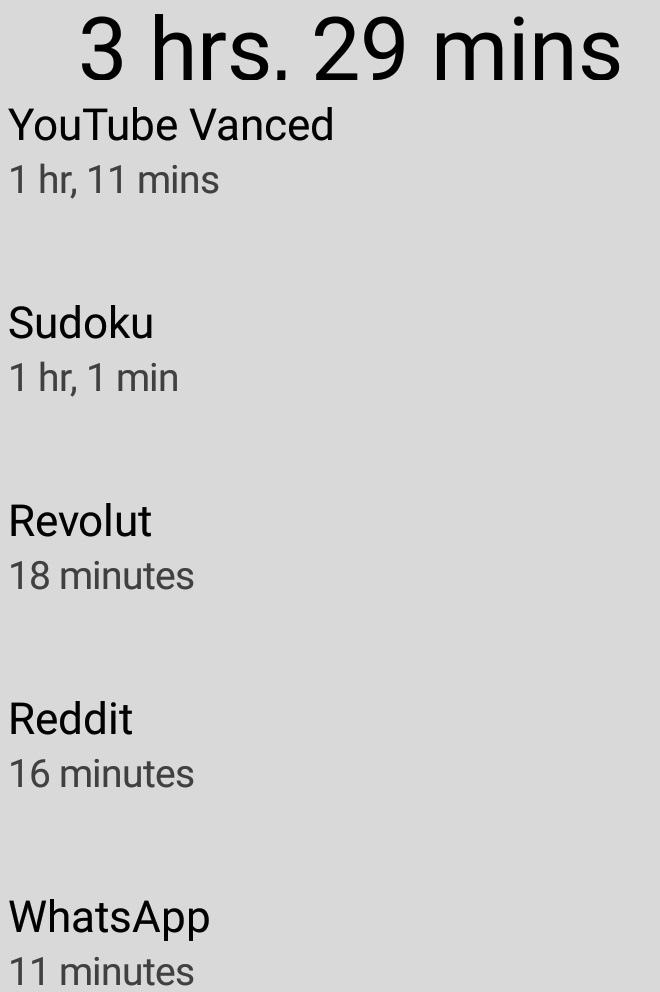 3 hrs. 29 mins
YouTube Vanced
1 hr, 11 mins
Sudoku
1 hr, 1 min
Revolut
18 minutes
Reddit
16 minutes
WhatsApp
11 minutes